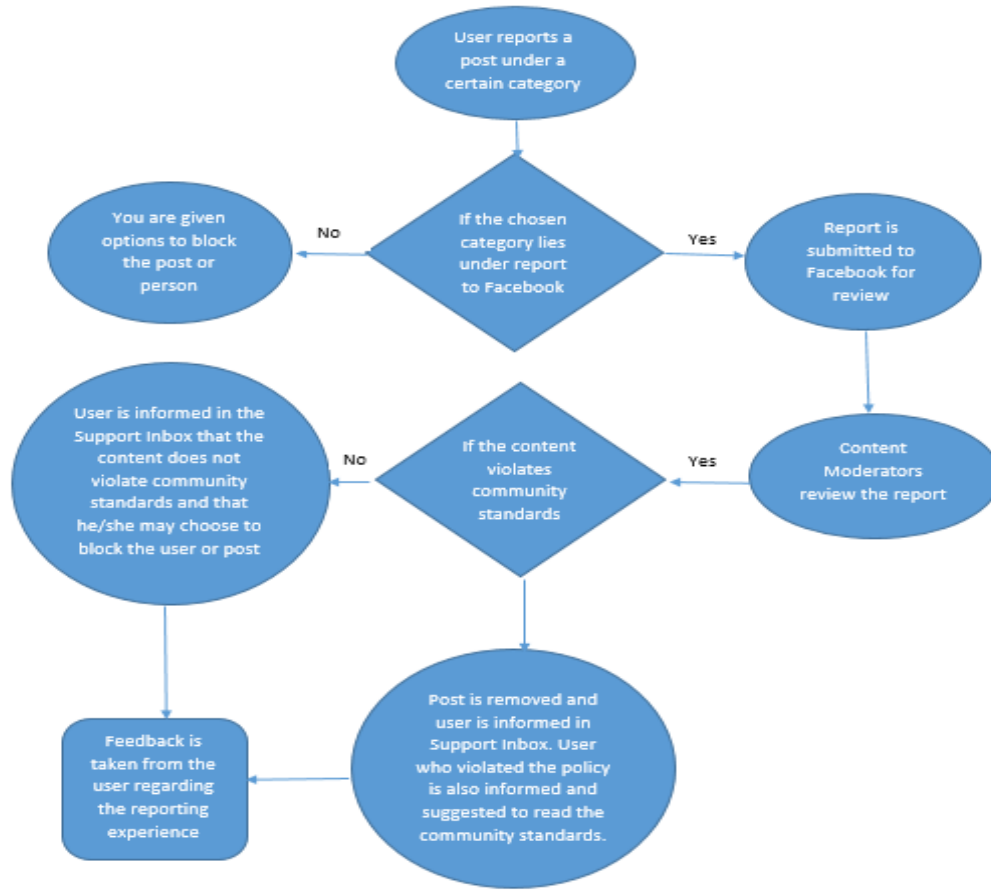 User reports a
post under a
certain category
You are given
options to block
the post or
person
No
If the chosen
category lies
under report
to Facebook
Yes
Report is
submitted to
Facebook for
review
User is informed in the
Support Inbox that the
content does not
violate community
standards and that
he/she may choose to
block the user or post
No
If the content
violates
community
standards
Yes
Content
Moderators
review the report
Feedback is
taken from the
user regarding
the reporting
experience
Post is removed and
user is informed in
Support Inbox. User
who violated the policy
is also informed and
suggested to read the
community standards.